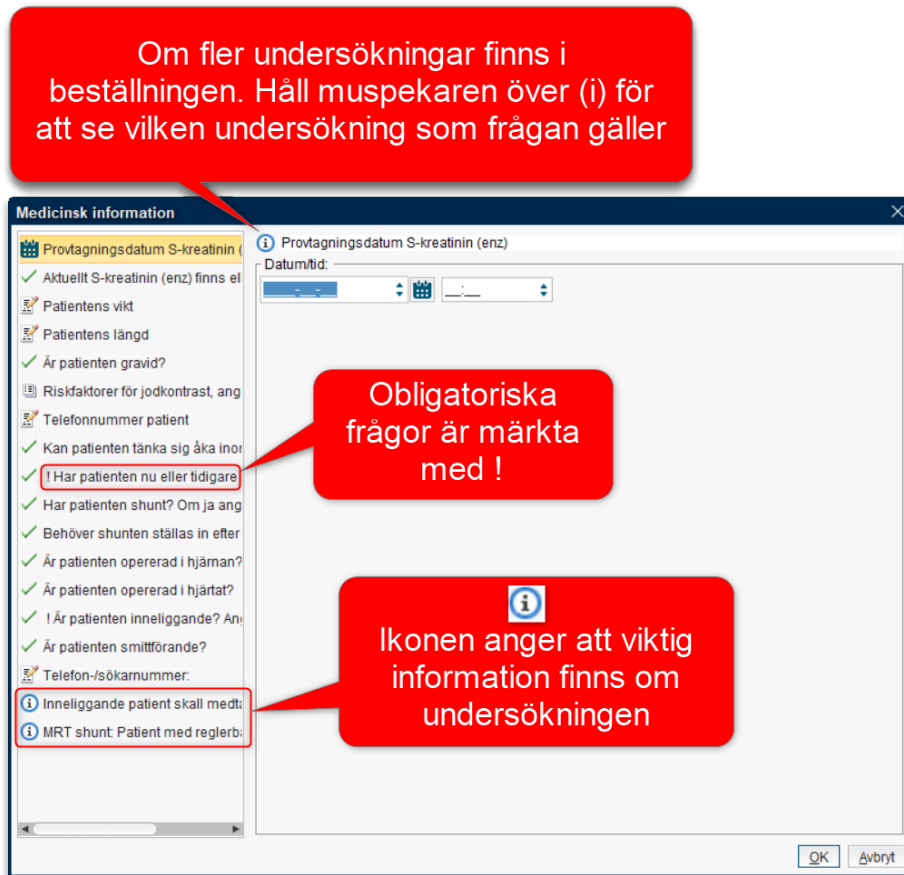 Om fler undersökningar finns i
beställningen. Håll muspekaren över (i) för
att se vilken undersökning som frågan gäller
Medicinsk information
Provtagningsdatum S-kreatinin (
Aktuellt S-kreatinin (enz) finns el
Patientens vikt
Patientens längd
Är patienten gravid?
Riskfaktorer för jodkontrast, ang
Telefonnummer patient
Kan patienten tänka sig åka inor
! Har patienten nu eller tidigare
Har patienten shunt? Om ja ang
Behöver shunten ställas in efter
Är patienten opererad i hjärnan?
Är patienten opererad i hjärtat?
! Är patienten inneliggande? An
Är patienten smittförande?
Telefon-/sökarnummer:
Inneliggande patient skall medta
MRT shunt: Patient med reglerb
Provtagningsdatum S-kreatinin (enz)
Datum/tid:
__-_-_
__:__
Obligatoriska
frågor är märkta
med !
Ikonen anger att viktig
information finns om
undersökningen
OK
Avbryt